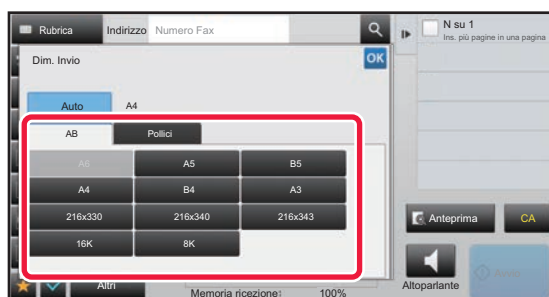 Rubrica Indirizzo Numero Fax
N su 1
Ins. più pagine in una pagina
Dim. Invio OK
Auto A4
AB Pollici
A6 A5 B5
A4 B4 A3
216x330 216x340 216x343
16K 8K
Anteprima CA
Altri
Memoria ricezione: 100%
Altoparlante
Avvio